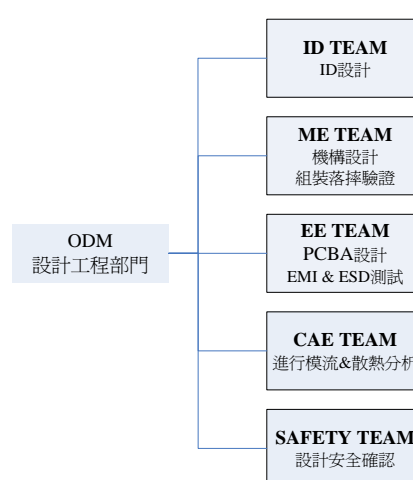 ID TEAM
ID設計
ME TEAM
機構設計
組裝落摔驗證
ODM
設計工程部門
EE TEAM
PCBA設計
EMI & ESD測試
CAE TEAM
進行模流&散熱分析
SAFETY TEAM
設計安全確認